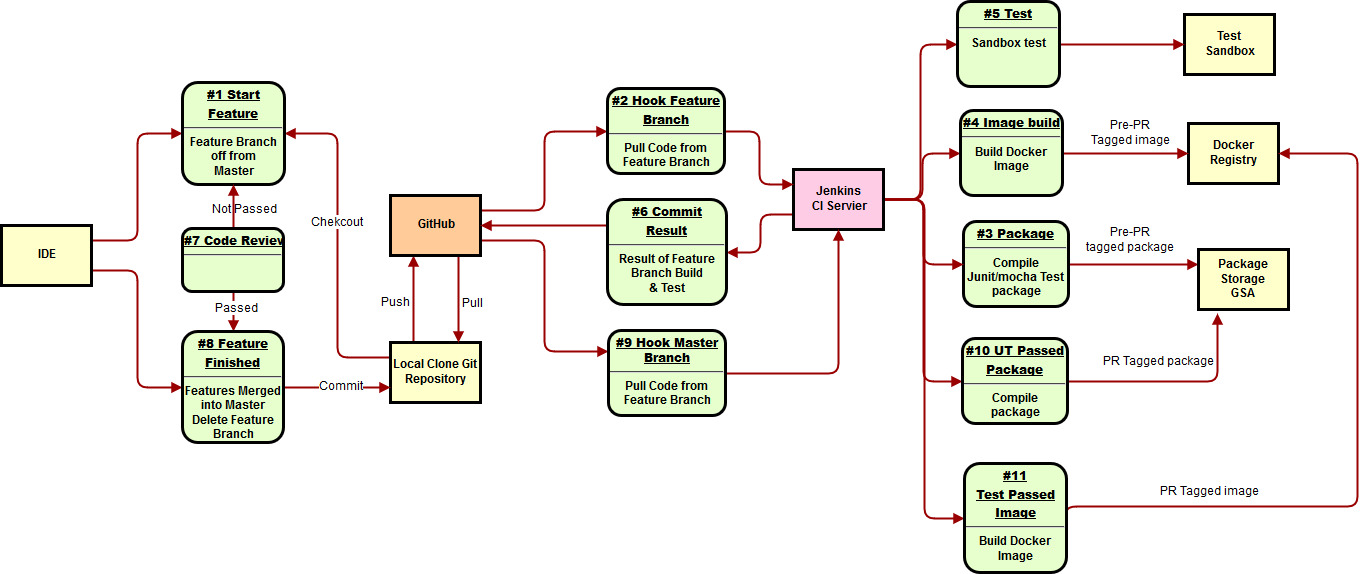 IDE
#1 Start
Feature
Feature Branch
off from
Master
Not Passed
#7 Code Review
Passed
#8 Feature
Finished
Features Merged
into Master
Delete Feature
Branch
Chekcout
Commit
GitHub
Push
Pull
Local Clone Git
Repository
#2 Hook Feature
Branch
Pull Code from
Feature Branch
#6 Commit
Result
Result of Feature
Branch Build
& Test
#9 Hook Master
Branch
Pull Code from
Feature Branch
Jenkins
CI Servier
#5 Test
Sandbox test
Test
Sandbox
#4 Image build
Build Docker
Image
Pre-PR
Tagged image
Docker
Registry
#3 Package
Compile
Junit/mocha Test
package
Pre-PR
tagged package
Package
Storage
GSA
#10 UT Passed
Package
Compile
package
PR Tagged package
#11
Test Passed
Image
Build Docker
Image
PR Tagged image